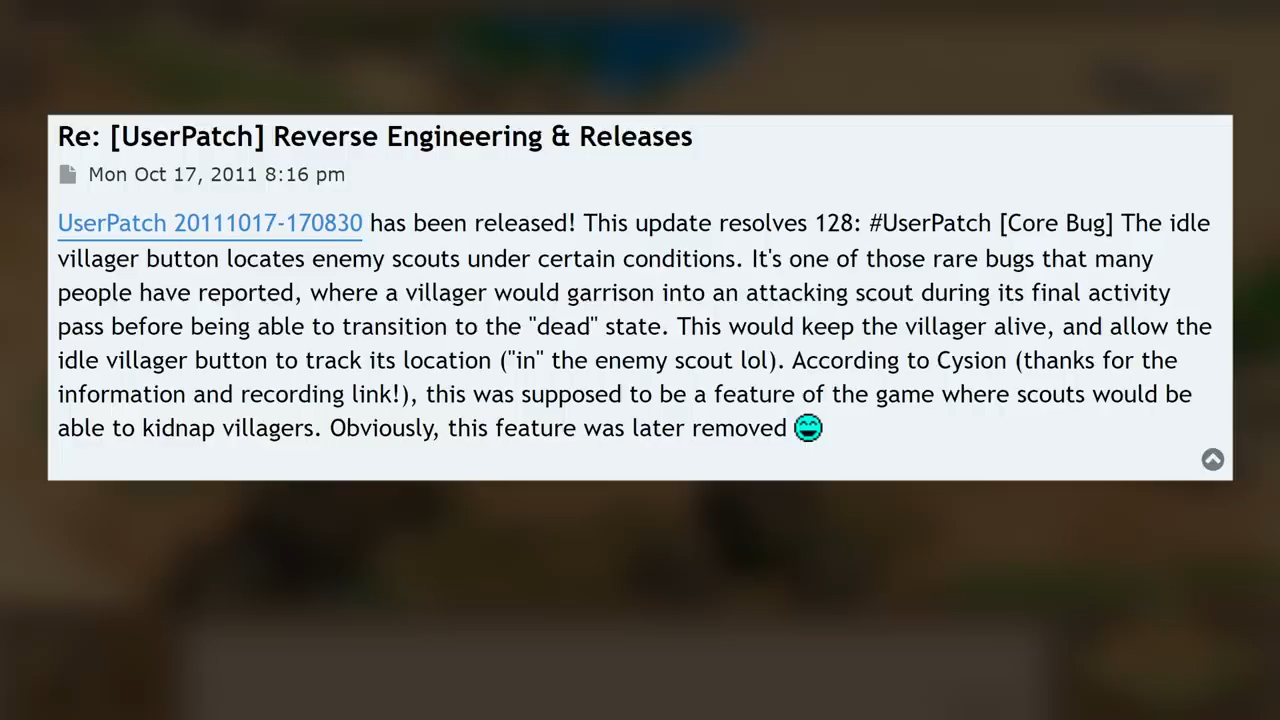 Re: [UserPatch] Reverse Engineering & Releases
Mon Oct 17, 2011 8:16 pm
UserPatch 20111017-170830 has been released! This update resolves 128: #UserPatch [Core Bug] The idle
villager button locates enemy scouts under certain conditions. It's one of those rare bugs that many
people have reported, where a villager would garrison into an attacking scout during its final activity
pass before being able to transition to the "dead" state. This would keep the villager alive, and allow the
idle villager button to track its location ("in" the enemy scout lol). According to Cysion (thanks for the
information and recording link!), this was supposed to be a feature of the game where scouts would be
able to kidnap villagers. Obviously, this feature was later removed